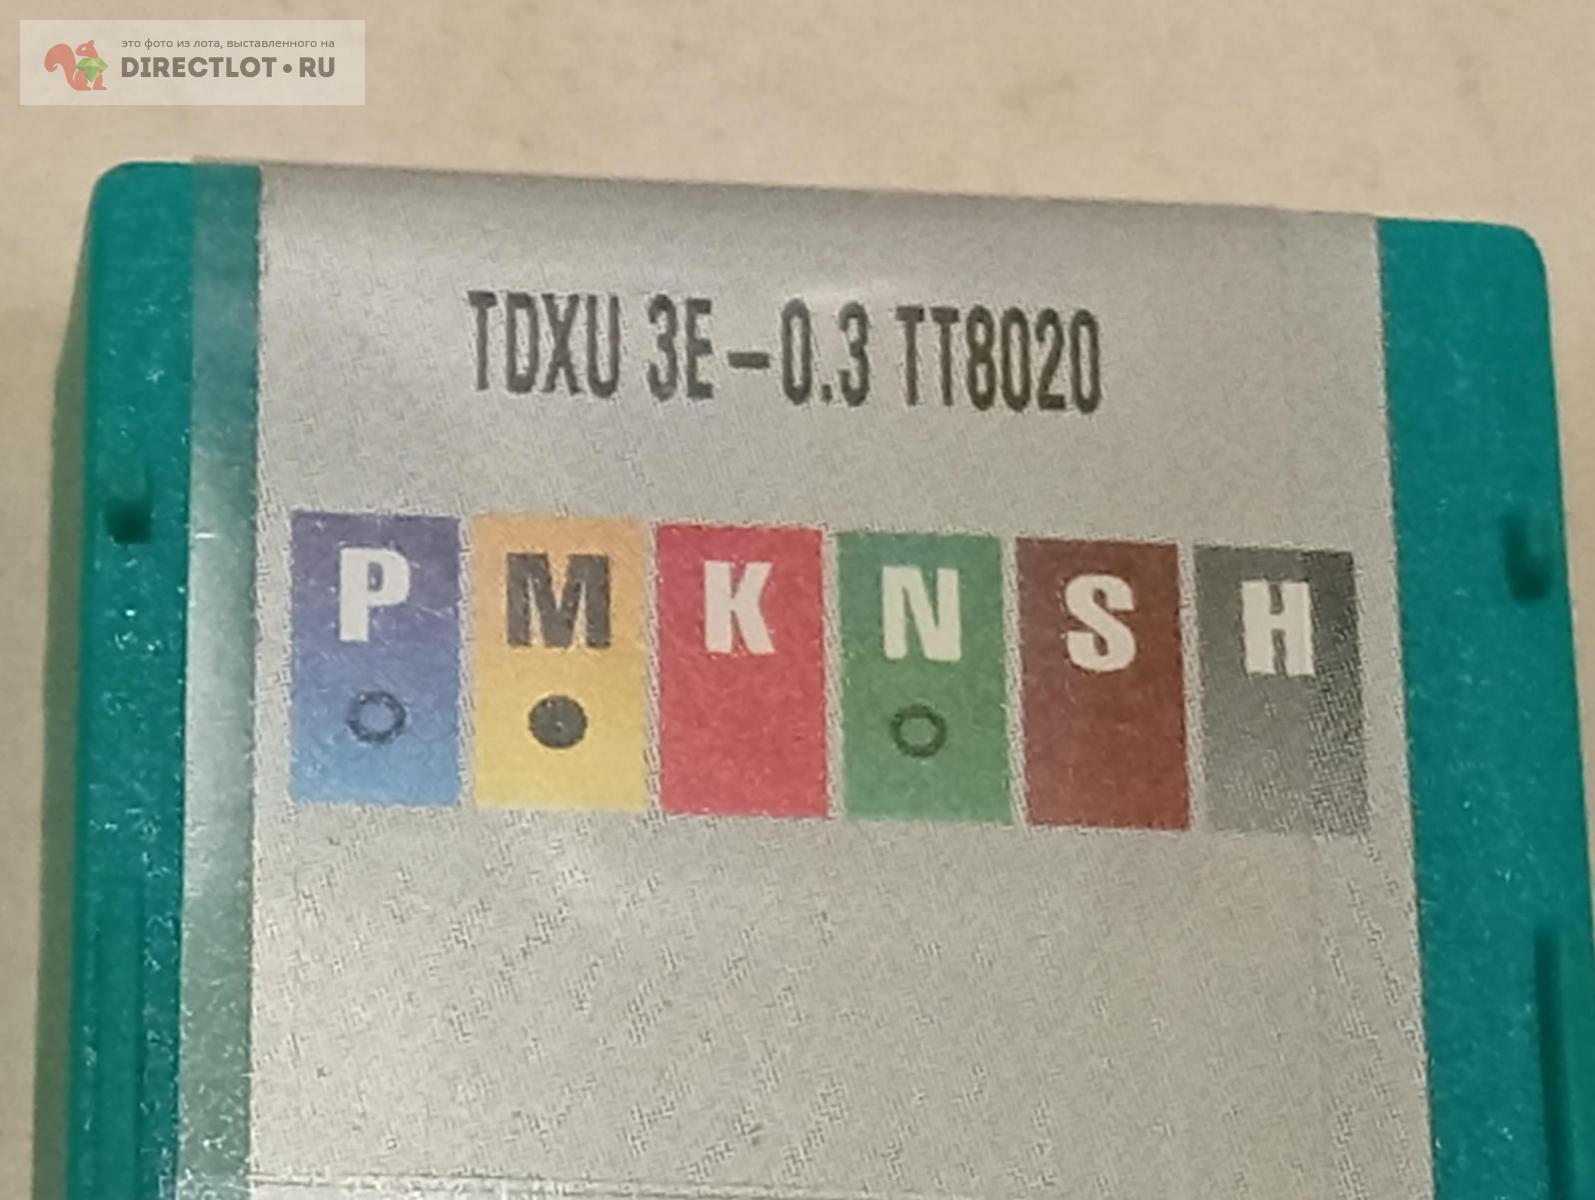 это фото из лота, выставленного на
DIRECTLOT•RU
TDXU 3E-0.3 TT8020
P M K N S H